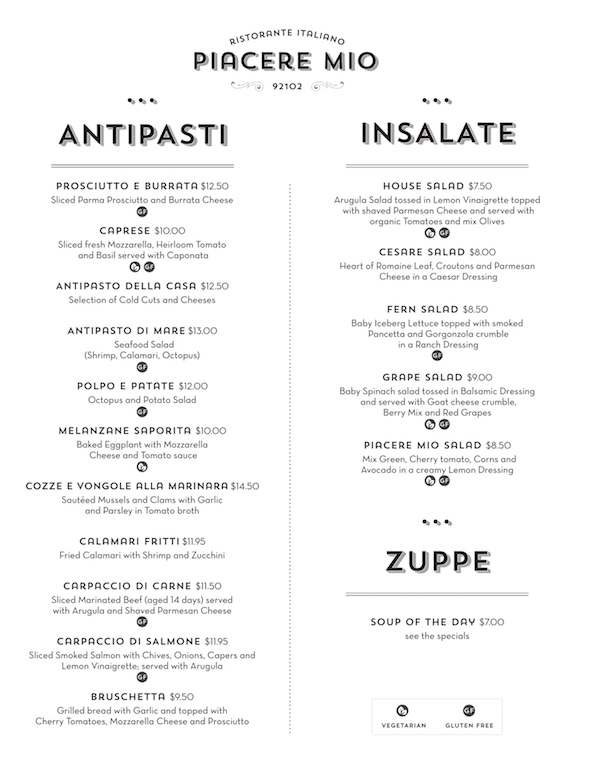 RISTORANTE ITALIANO
PIACERE MIO
92102
ANTIPASTI
PROSCIUTTO E BURRATA $12.50
Sliced Parma Prosciutto and Burrata Cheese
GF
CAPRESE $10.00
Sliced fresh Mozzarella, Heirloom Tomato
and Basil served with Caponata
GF
ANTIPASTO DELLA CASA $12.50
Selection of Cold Cuts and Cheeses
ANTIPASTO DI MARE $13.00
Seafood Salad
(Shrimp, Calamari, Octopus)
GF
POLPO E PATATE $12.00
Octopus and Potato Salad
GF
MELANZANE SAPORITA $10.00
Baked Eggplant with Mozzarella
Cheese and Tomato sauce
COZZE E VONGOLE ALLA MARINARA $14.50
Sautéed Mussels and Clams with Garlic
and Parsley in Tomato broth
CALAMARI FRITTI $11.95
Fried Calamari with Shrimp and Zucchini
CARPACCIO DI CARNE $11.50
Sliced Marinated Beef (aged 14 days) served
with Arugula and Shaved Parmesan Cheese
GF
CARPACCIO DI SALMONE $11.95
Sliced Smoked Salmon with Chives, Onions, Capers and
Lemon Vinaigrette; served with Arugula
GF
BRUSCHETTA $9.50
Grilled bread with Garlic and topped with
Cherry Tomatoes, Mozzarella Cheese and Prosciutto
INSALATE
HOUSE SALAD $7.50
Arugula Salad tossed in Lemon Vinaigrette topped
with shaved Parmesan Cheese and served with
organic Tomatoes and mix Olives
GF
CESARE SALAD $8.00
Heart of Romaine Leaf, Croutons and Parmesan
Cheese in a Caesar Dressing
FERN SALAD $8.50
Baby Iceberg Lettuce topped with smoked
Pancetta and Gorgonzola crumble
in a Ranch Dressing
GF
GRAPE SALAD $9.00
Baby Spinach salad tossed in Balsamic Dressing
and served with Goat cheese crumble,
Berry Mix and Red Grapes
GF
PIACERE MIO SALAD $8.50
Mix Green, Cherry tomato, Corns and
Avocado in a creamy Lemon Dressing
GF
ZUPPE
SOUP OF THE DAY $7.00
see the specials
GF
VEGETARIAN GLUTEN FREE